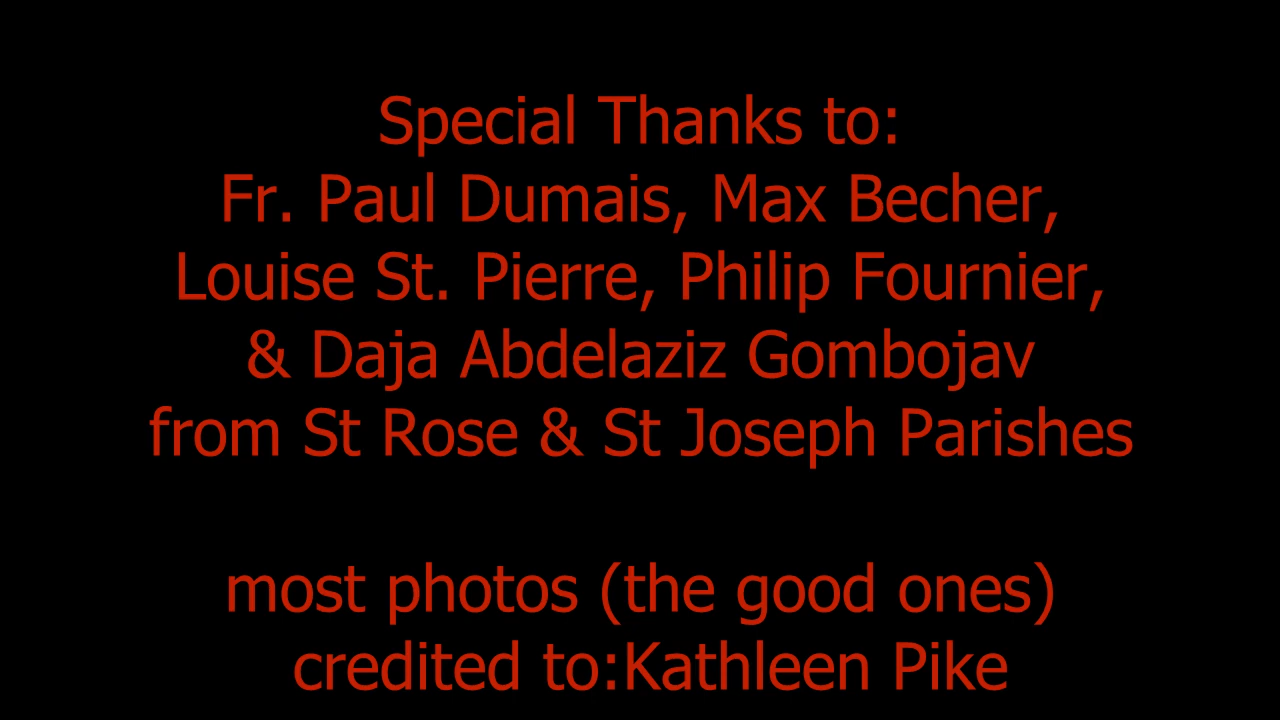 Special Thanks to:
Fr. Paul Dumais, Max Becher,
Louise St. Pierre, Philip Fournier,
& Daja Abdelaziz Gombojav
from St Rose & St Joseph Parishes
most photos (the good ones)
credited to:Kathleen Pike